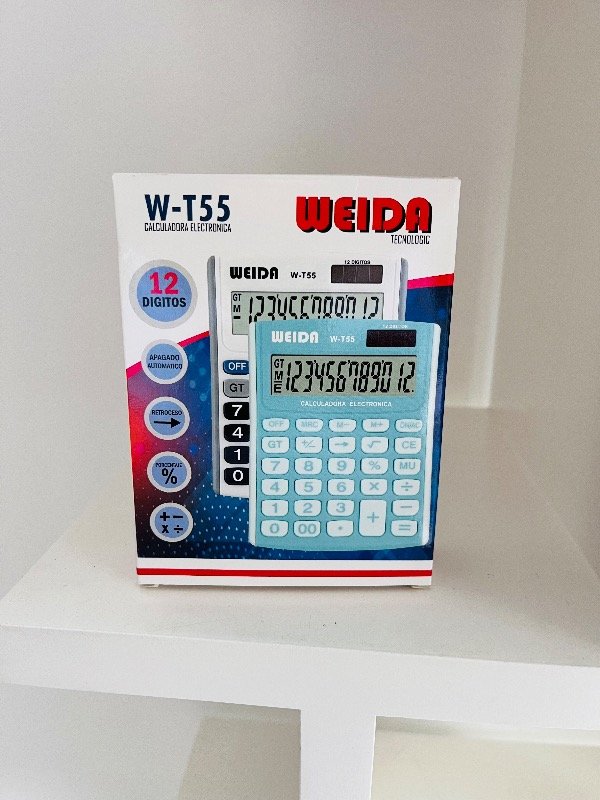 W-T55
CALCULADORA ELECTRONICA
WEIDA
TECNOLOGIC
12
DIGITOS
APAGADO
AUTOMATICO
RETROCESO
PORCENTAJE
%
+ −
× ÷
12 DIGITOS
WEIDA W-T55
GT
M
OFF
GT
7
4
1
0
WEIDA W-T55
GT
M
E
123456789012.
CALCULADORA ELECTRONICA
OFF MRC M− M+ ON/AC
GT +/− → √ CE
7 8 9 % MU
4 5 6 × ÷
1 2 3 + −
0 00 • =